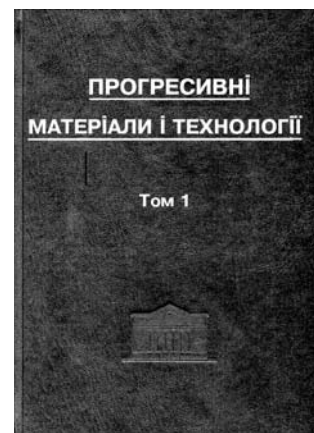 ПРОГРЕСИВНІ
МАТЕРІАЛИ І ТЕХНОЛОГІЇ
Том 1